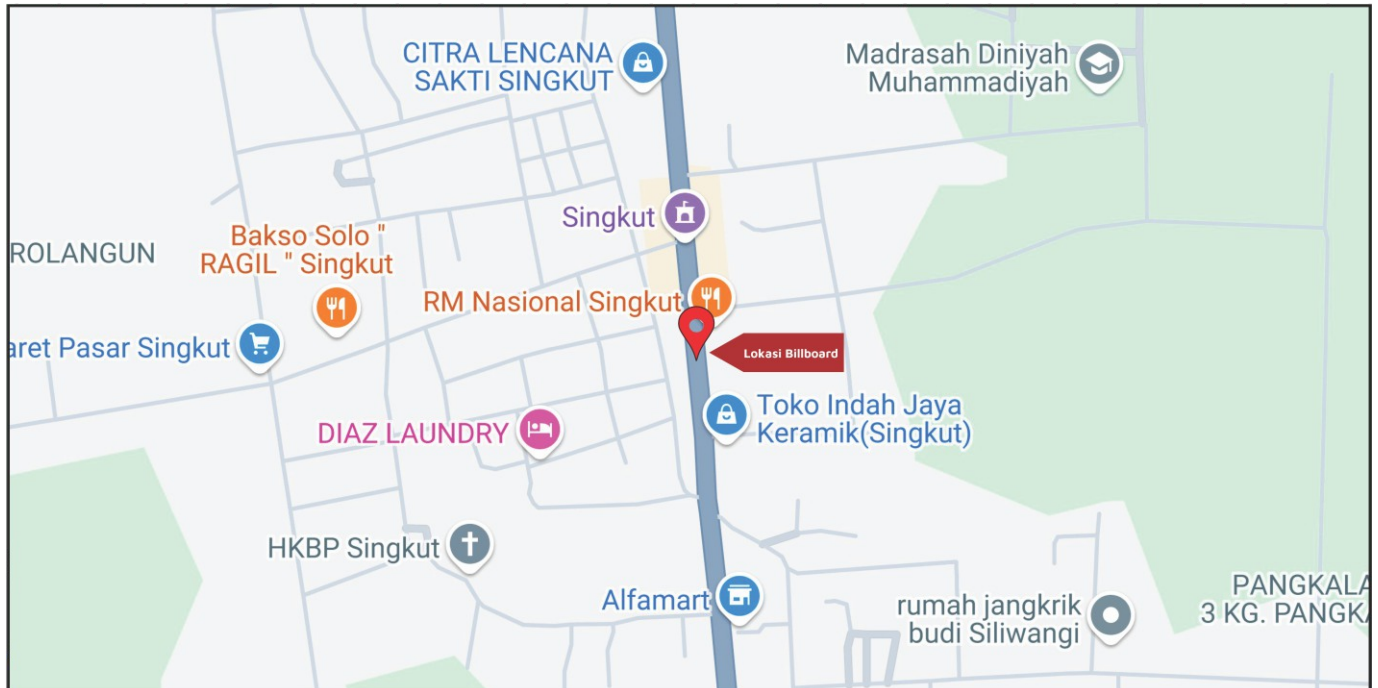 CITRA LENCANA
SAKTI SINGKUT
Madrasah Diniyah
Muhammadiyah
Singkut
ROLANGUN
Bakso Solo "
RAGIL " Singkut
RM Nasional Singkut
aret Pasar Singkut
Lokasi Billboard
Toko Indah Jaya
Keramik(Singkut)
DIAZ LAUNDRY
HKBP Singkut
Alfamart
rumah jangkrik
budi Siliwangi
PANGKALA
3 KG. PANGKA